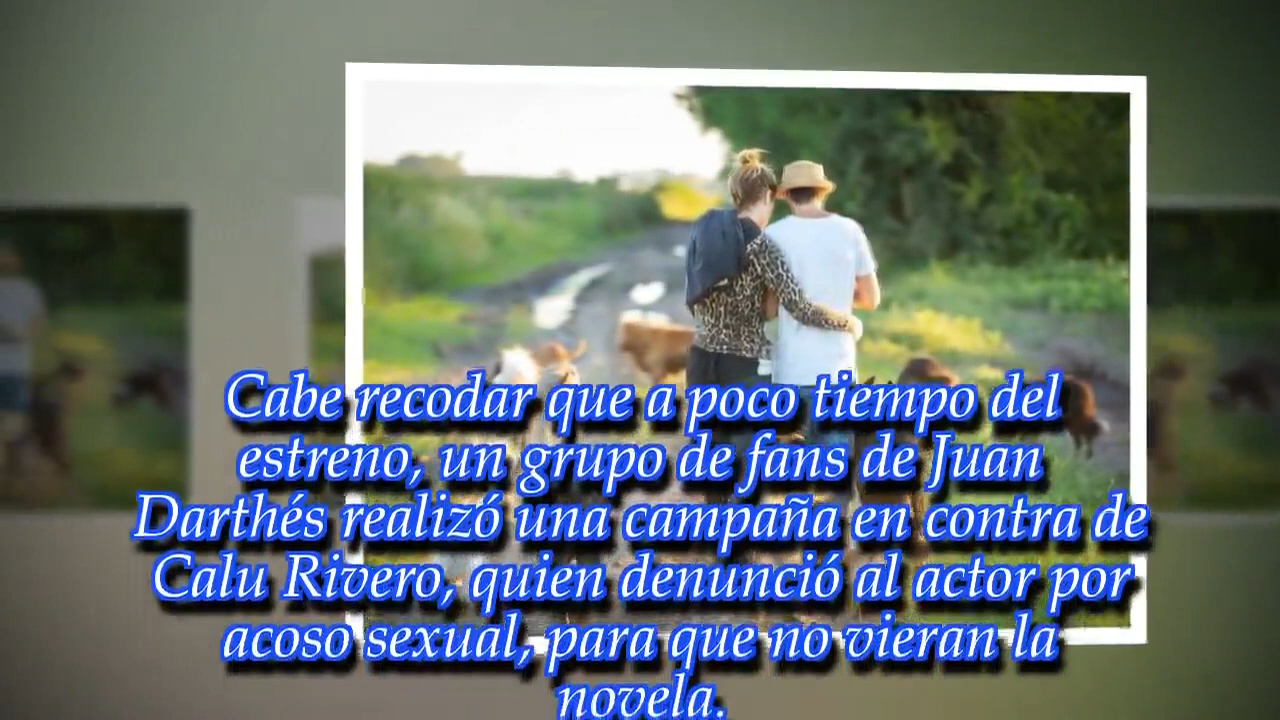 Cabe recodar que a poco tiempo del
estreno, un grupo de fans de Juan
Darthés realizó una campaña en contra de
Calu Rivero, quien denunció al actor por
acoso sexual, para que no vieran la
novela.